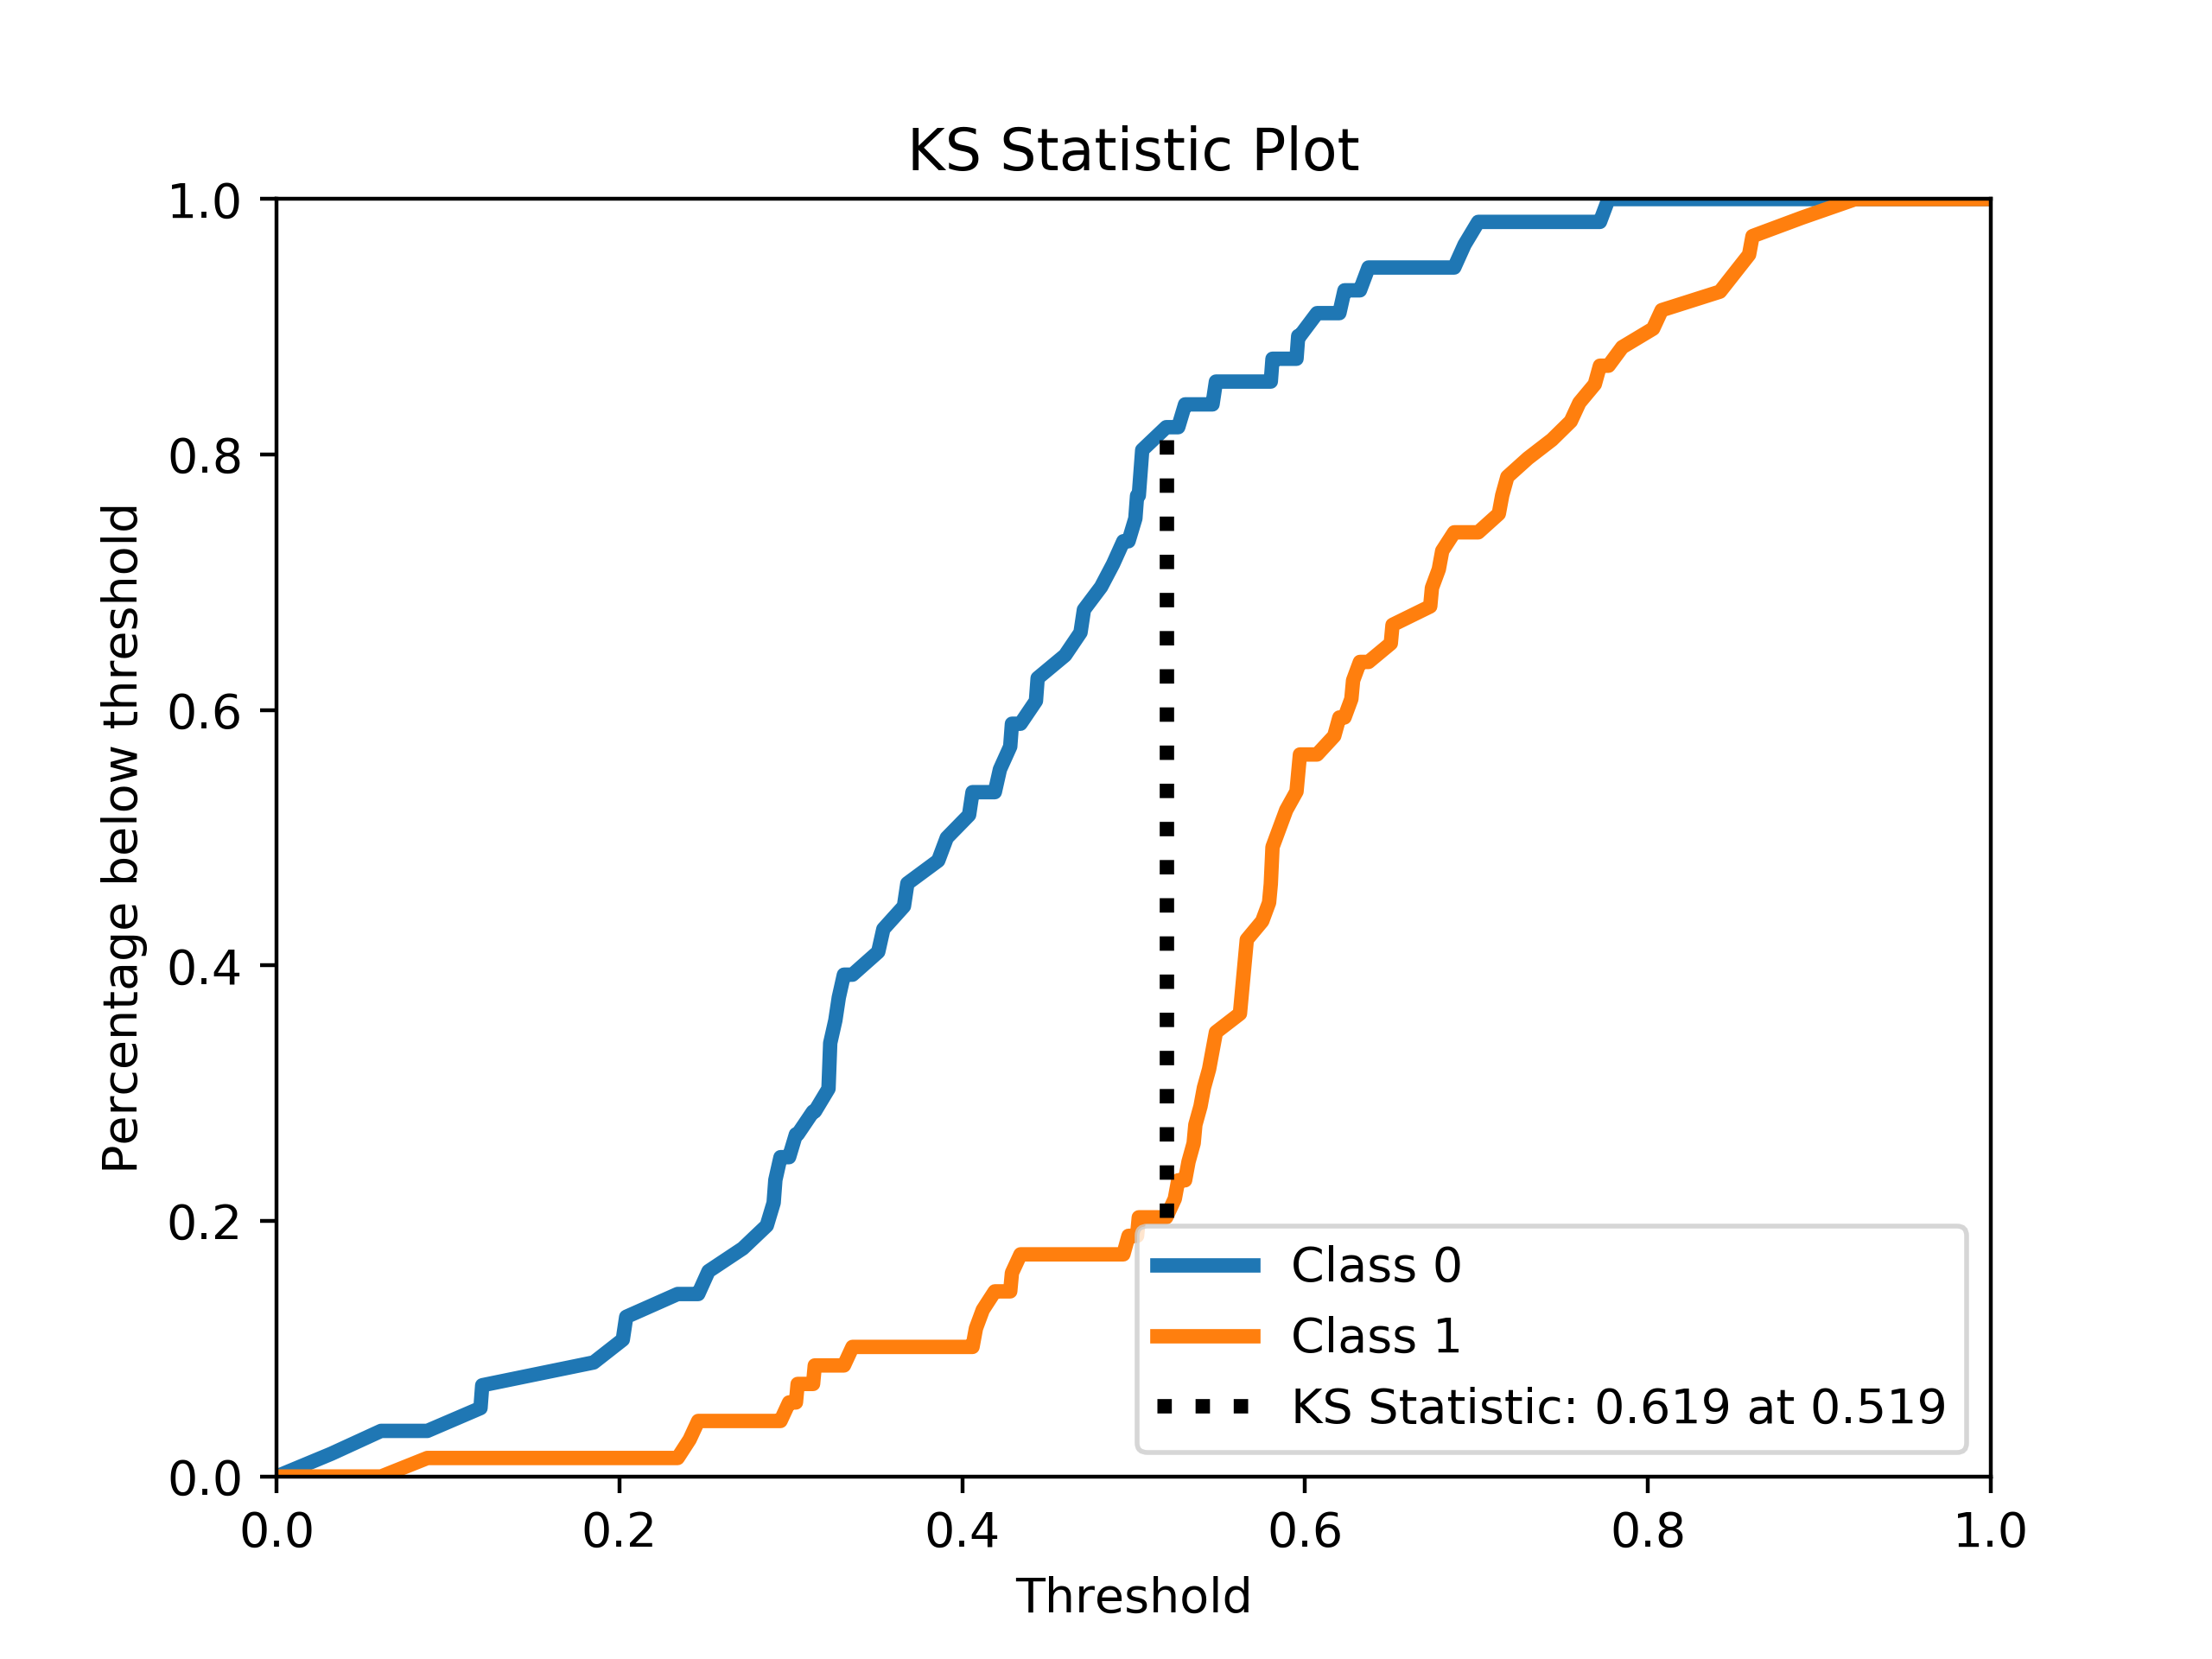 KS Statistic Plot
1.0
0.8
0.6
0.4
0.2
0.0
Percentage below threshold
Class 0
Class 1
KS Statistic: 0.619 at 0.519
0.0 0.2 0.4 0.6 0.8 1.0
Threshold